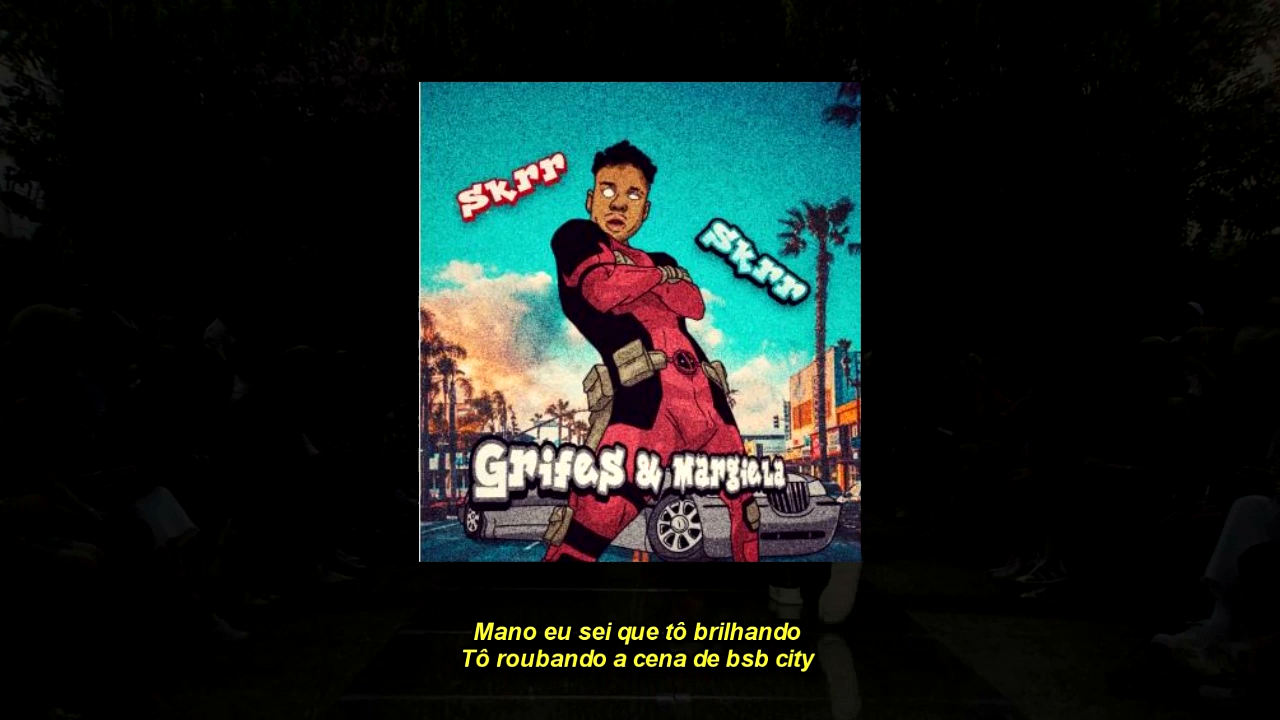 Skrr
Skrr
Grifes & Margiela
Mano eu sei que tô brilhando
Tô roubando a cena de bsb city